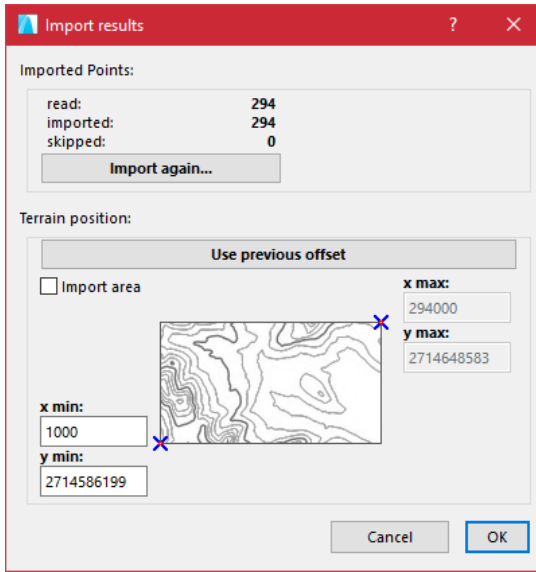 Import results
?
Imported Points:
read: 294
imported: 294
skipped: 0
Import again...
Terrain position:
Use previous offset
Import area
x max:
294000
y max:
2714648583
x min:
1000
y min:
2714586199
Cancel OK